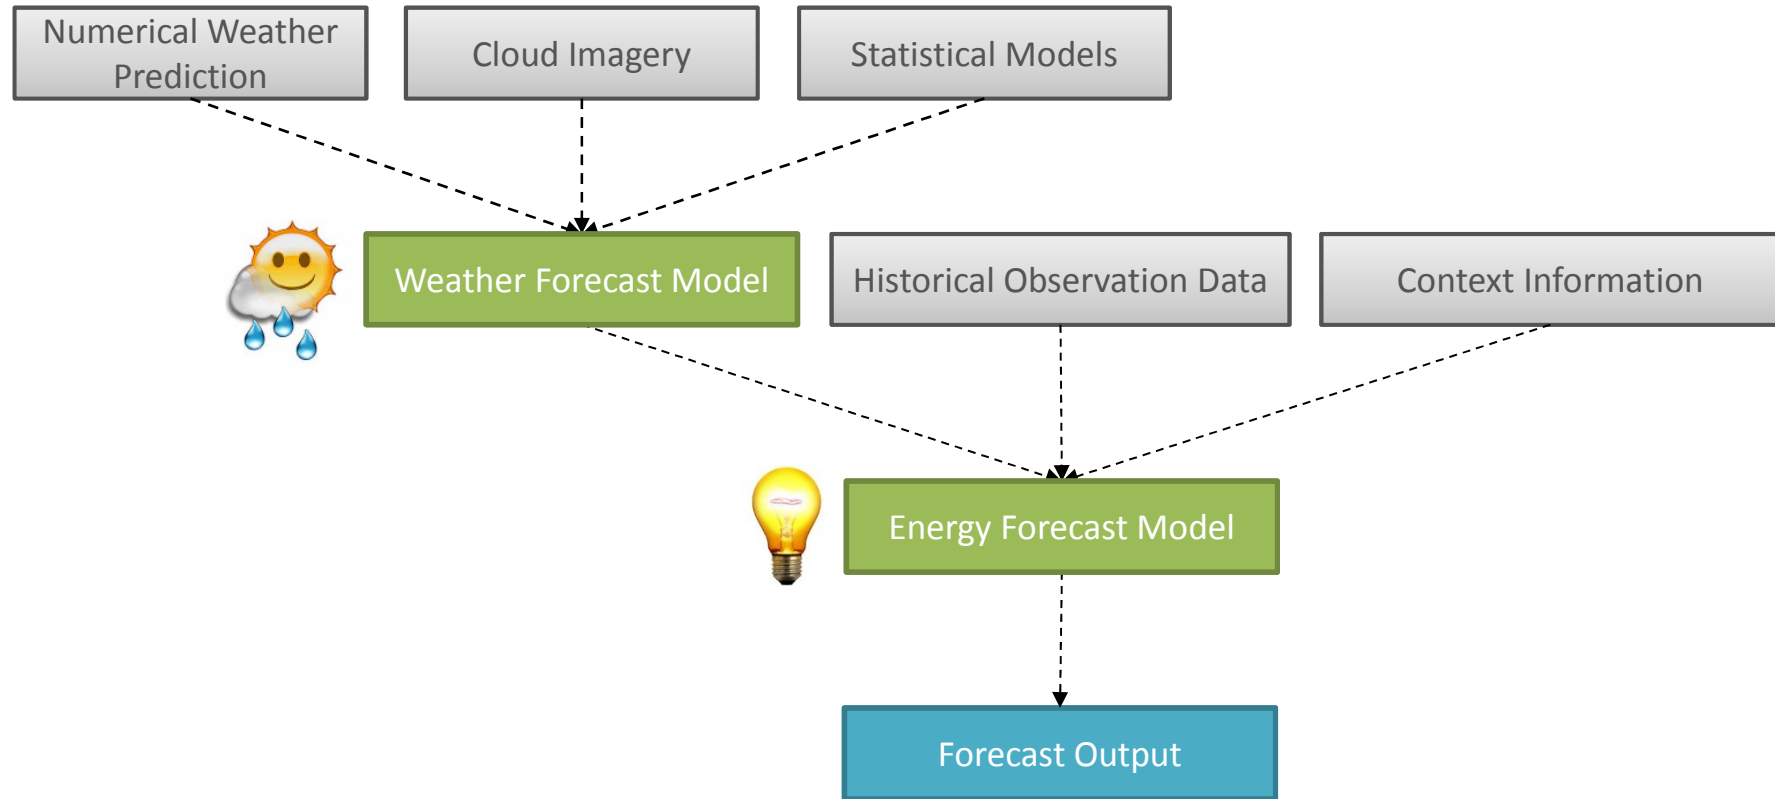 Numerical Weather
Prediction
Cloud Imagery
Statistical Models
Weather Forecast Model
Historical Observation Data
Context Information
Energy Forecast Model
Forecast Output